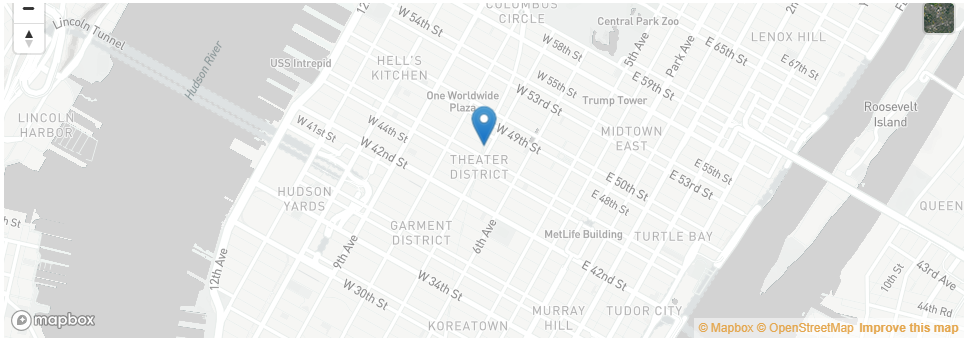 COLUMBUS
CIRCLE
W 54th St
Lincoln Tunnel
Hudson River
USS Intrepid
HELL'S
KITCHEN
W 58th St
Central Park Zoo
5th Ave
Park Ave
E 65th St
LENOX HILL
E 67th St
E 59th St
W 55th St
W 53rd St
One Worldwide
Plaza
Trump Tower
Roosevelt
Island
LINCOLN
HARBOR
W 41st St
W 44th St
W 42nd St
W 49th St
MIDTOWN
EAST
THEATER
DISTRICT
E 55th St
E 53rd St
E 50th St
E 48th St
HUDSON
YARDS
QUEEN
GARMENT
DISTRICT
6th Ave
9th Ave
12th Ave
th St
MetLife Building
TURTLE BAY
E 42nd St
W 34th St
W 30th St
10th St
43rd Ave
44th Rd
MURRAY
HILL
TUDOR CITY
KOREATOWN
mapbox
© Mapbox © OpenStreetMap Improve this map